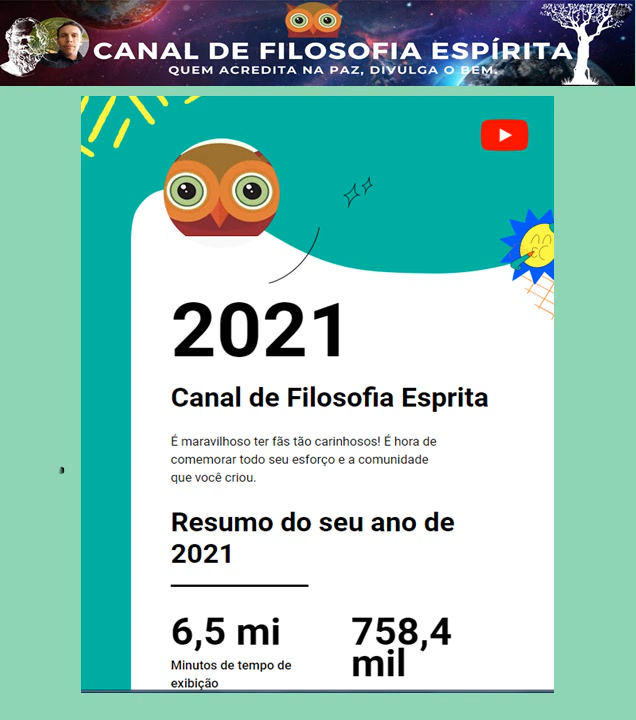 CANAL DE FILOSOFIA ESPÍRITA
QUEM ACREDITA NA PAZ, DIVULGA O BEM.
2021
Canal de Filosofia Esprita
É maravilhoso ter fãs tão carinhosos! É hora de
comemorar todo seu esforço e a comunidade
que você criou.
Resumo do seu ano de
2021
6,5 mi
Minutos de tempo de
exibição
758,4
mil